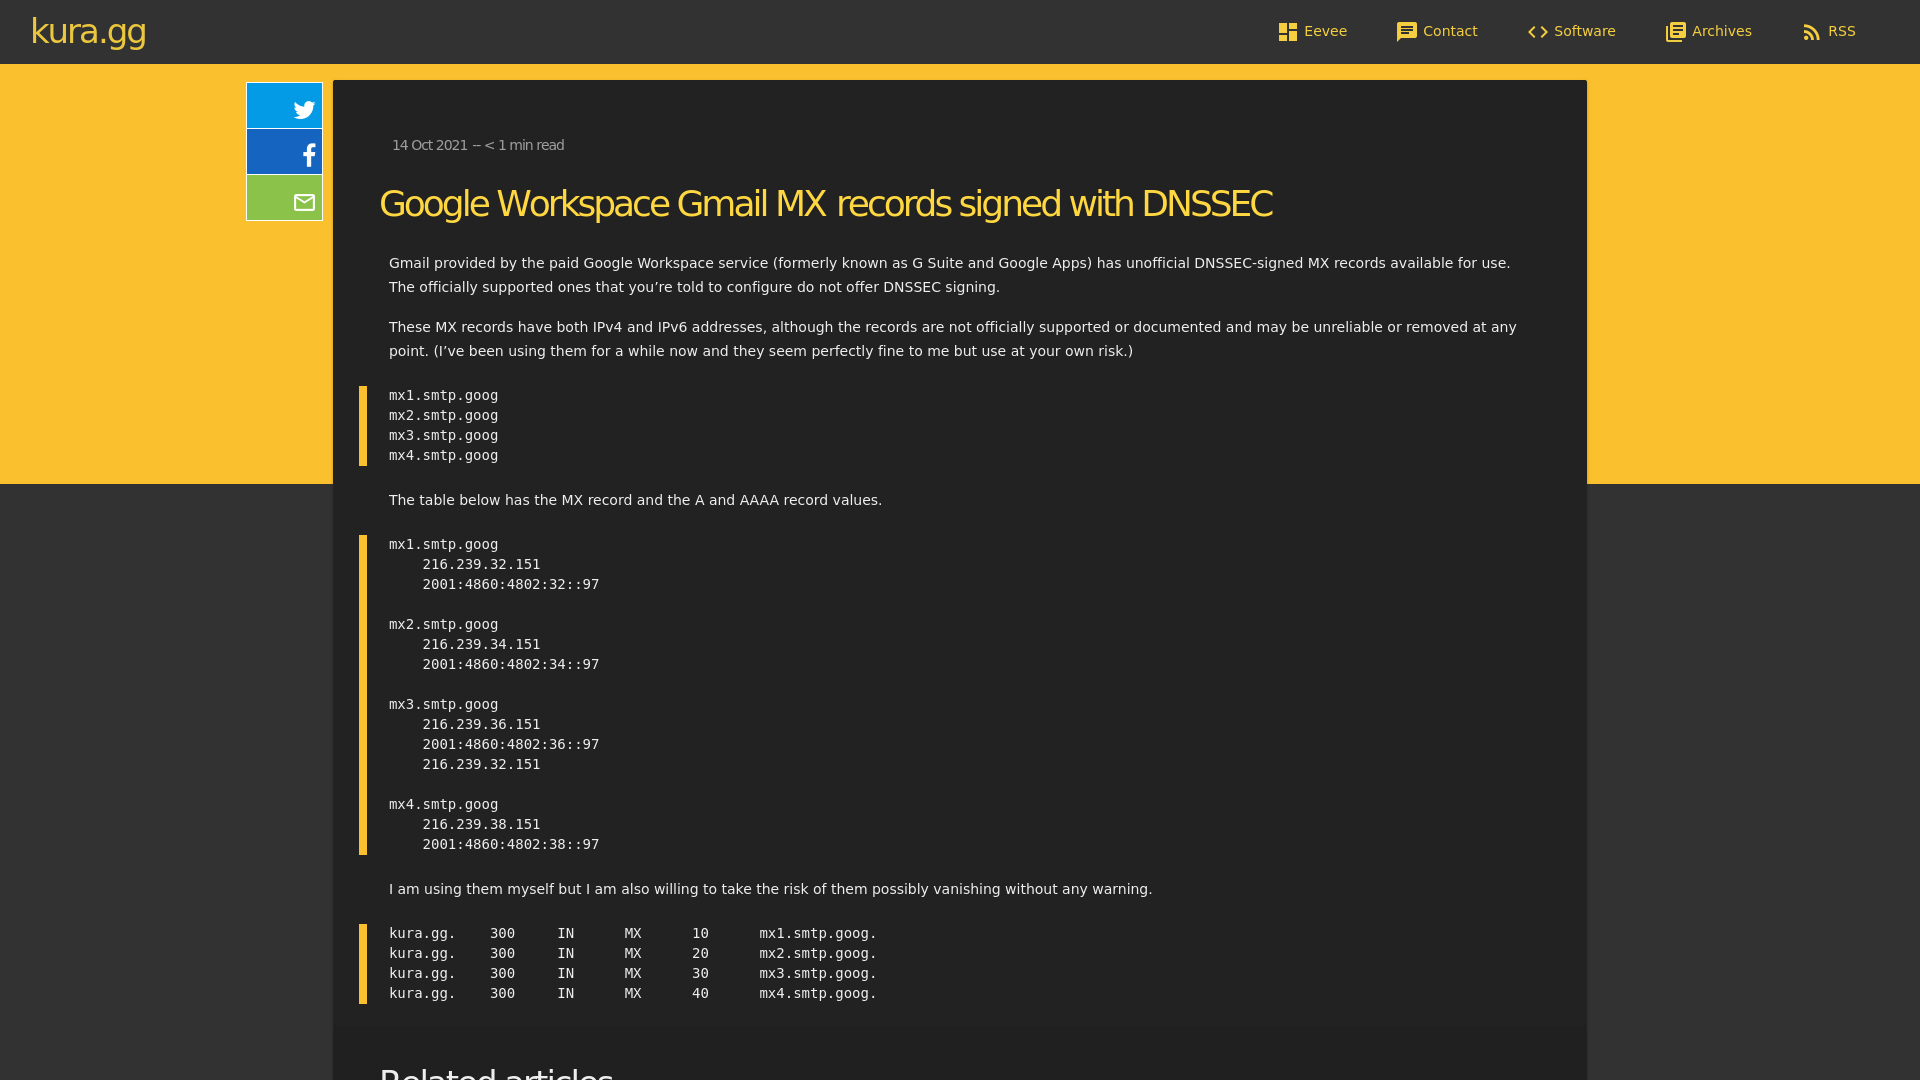 kura.gg
Eevee
Contact
Software
Archives
RSS
14 Oct 2021 -- < 1 min read
Google Workspace Gmail MX records signed with DNSSEC
Gmail provided by the paid Google Workspace service (formerly known as G Suite and Google Apps) has unofficial DNSSEC-signed MX records available for use.
The officially supported ones that you’re told to configure do not offer DNSSEC signing.
These MX records have both IPv4 and IPv6 addresses, although the records are not officially supported or documented and may be unreliable or removed at any
point. (I’ve been using them for a while now and they seem perfectly fine to me but use at your own risk.)
mx1.smtp.goog
mx2.smtp.goog
mx3.smtp.goog
mx4.smtp.goog
The table below has the MX record and the A and AAAA record values.
mx1.smtp.goog
    216.239.32.151
    2001:4860:4802:32::97
mx2.smtp.goog
    216.239.34.151
    2001:4860:4802:34::97
mx3.smtp.goog
    216.239.36.151
    2001:4860:4802:36::97
    216.239.32.151
mx4.smtp.goog
    216.239.38.151
    2001:4860:4802:38::97
I am using them myself but I am also willing to take the risk of them possibly vanishing without any warning.
kura.gg.    300     IN      MX      10      mx1.smtp.goog.
kura.gg.    300     IN      MX      20      mx2.smtp.goog.
kura.gg.    300     IN      MX      30      mx3.smtp.goog.
kura.gg.    300     IN      MX      40      mx4.smtp.goog.
Related articles